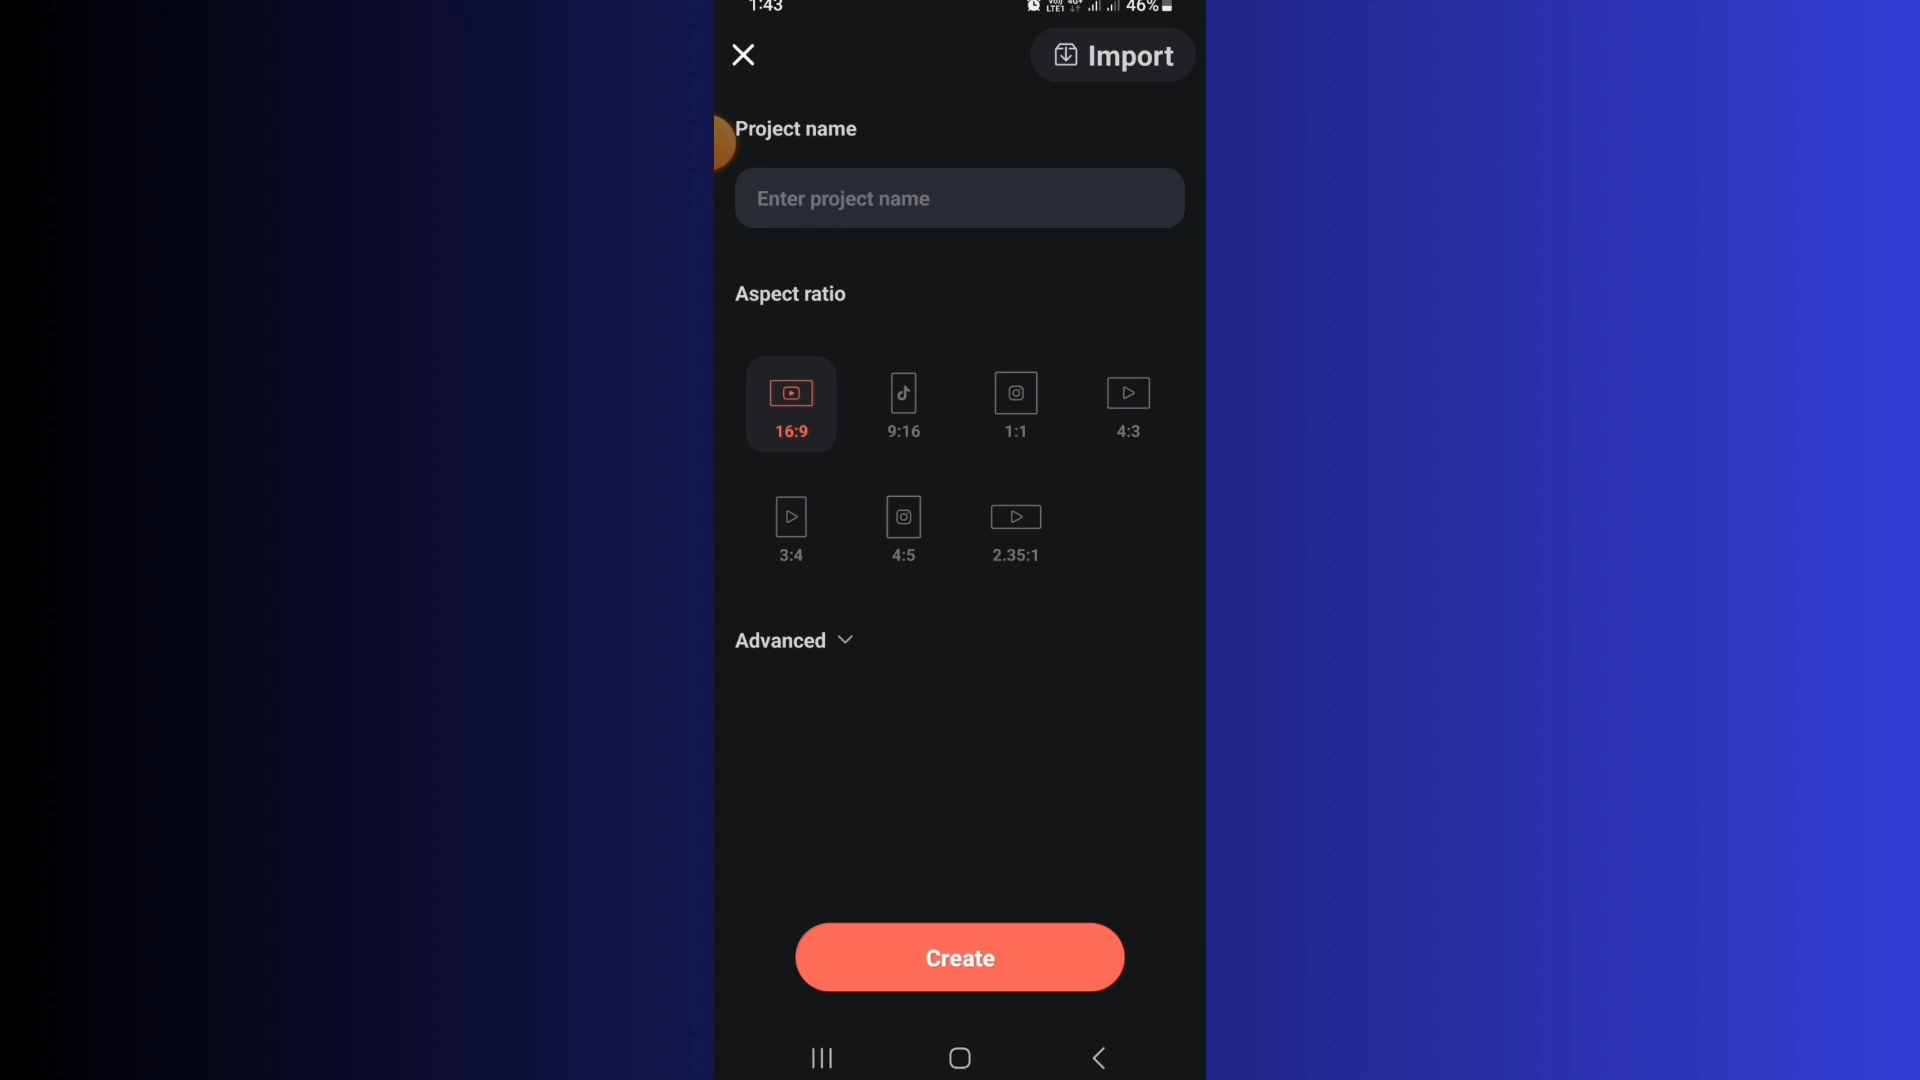 1:43
46%
Import
Project name
Enter project name
Aspect ratio
16:9
9:16
1:1
4:3
3:4
4:5
2.35:1
Advanced
Create